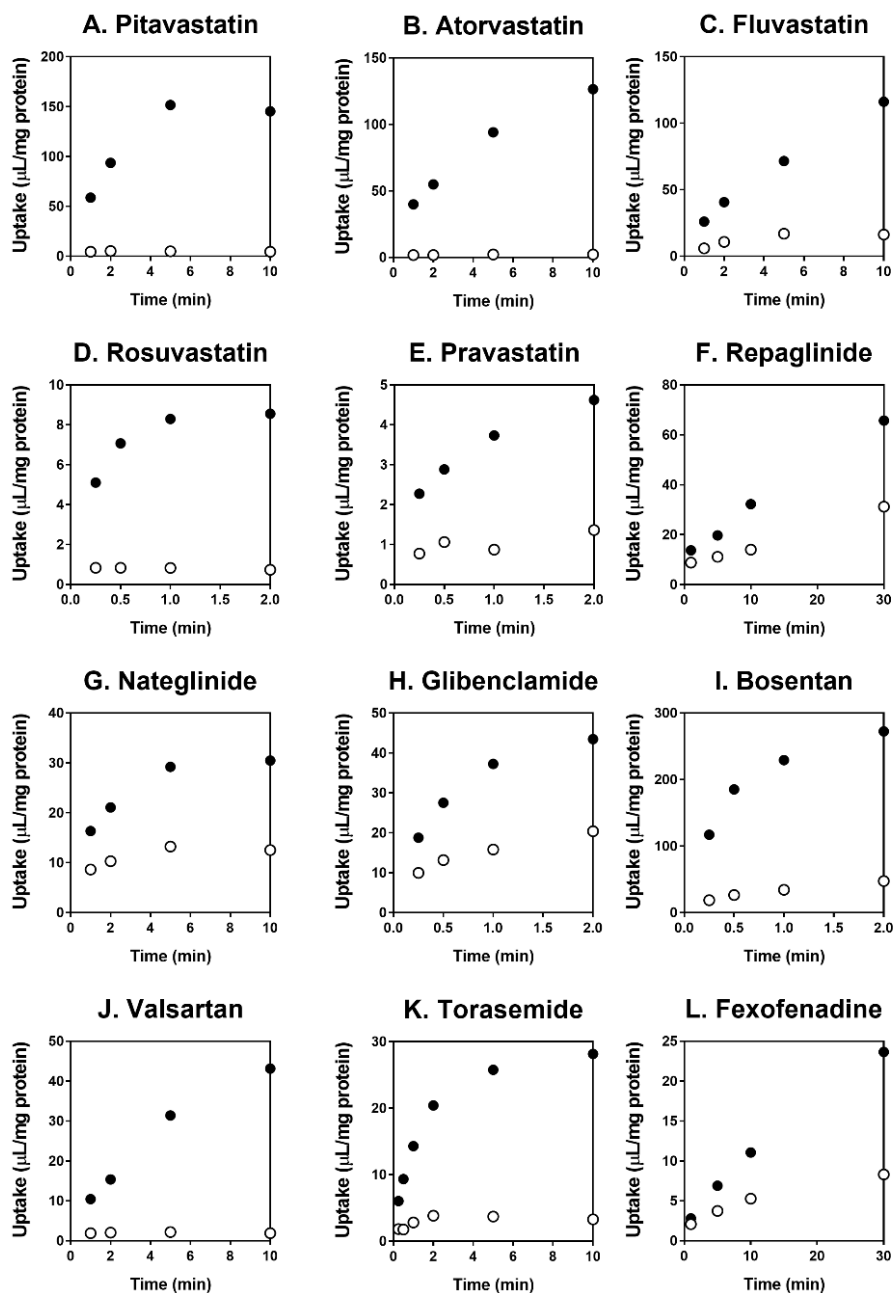 A. Pitavastatin
Uptake (μL/mg protein)
200
150
100
50
0
0 2 4 6 8 10
Time (min)
B. Atorvastatin
Uptake (μL/mg protein)
150
100
50
0
0 2 4 6 8 10
Time (min)
C. Fluvastatin
Uptake (μL/mg protein)
150
100
50
0
0 2 4 6 8 10
Time (min)
D. Rosuvastatin
Uptake (μL/mg protein)
10
8
6
4
2
0
0.0 0.5 1.0 1.5 2.0
Time (min)
E. Pravastatin
Uptake (μL/mg protein)
5
4
3
2
1
0
0.0 0.5 1.0 1.5 2.0
Time (min)
F. Repaglinide
Uptake (μL/mg protein)
80
60
40
20
0
0 10 20 30
Time (min)
G. Nateglinide
Uptake (μL/mg protein)
40
30
20
10
0
0 2 4 6 8 10
Time (min)
H. Glibenclamide
Uptake (μL/mg protein)
50
40
30
20
10
0
0.0 0.5 1.0 1.5 2.0
Time (min)
I. Bosentan
Uptake (μL/mg protein)
300
200
100
0
0.0 0.5 1.0 1.5 2.0
Time (min)
J. Valsartan
Uptake (μL/mg protein)
50
40
30
20
10
0
0 2 4 6 8 10
Time (min)
K. Torasemide
Uptake (μL/mg protein)
30
20
10
0
0 2 4 6 8 10
Time (min)
L. Fexofenadine
Uptake (μL/mg protein)
25
20
15
10
5
0
0 10 20 30
Time (min)